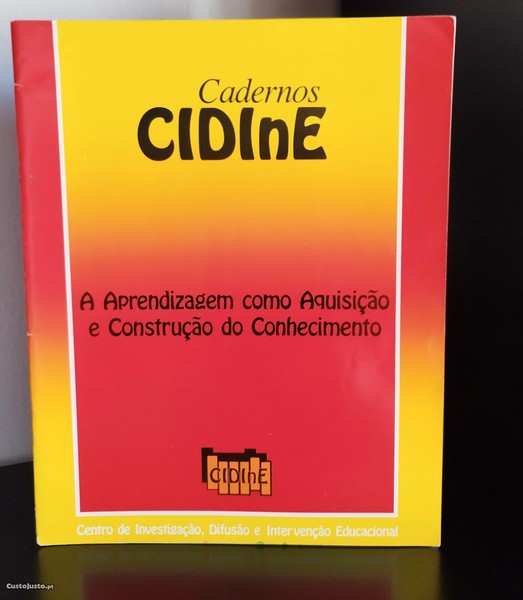 Cadernos
CIDInE
A Aprendizagem como Aquisição
e Construção do Conhecimento
CIDInE
Centro de Investigação, Difusão e Intervenção Educacional
CustoJusto.pt